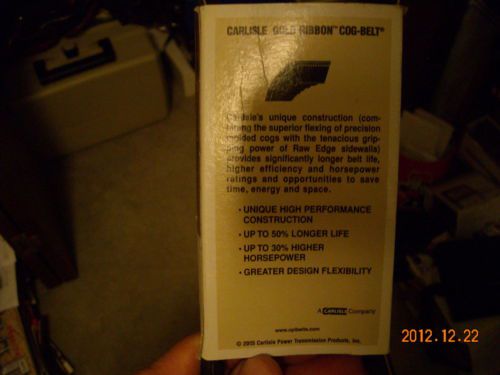 CARLISLE GOLD RIBBON™ COG-BELT®
Carlisle's unique construction (com-
bining the superior flexing of precision
molded cogs with the tenacious grip-
ping power of Raw Edge sidewalls)
provides significantly longer belt life,
higher efficiency and horsepower
ratings and opportunities to save
time, energy and space.
• UNIQUE HIGH PERFORMANCE
CONSTRUCTION
• UP TO 50% LONGER LIFE
• UP TO 30% HIGHER
HORSEPOWER
• GREATER DESIGN FLEXIBILITY
A CARLISLE Company
www.cptbelts.com
© 2005 Carlisle Power Transmission Products, Inc.
2012.12.22